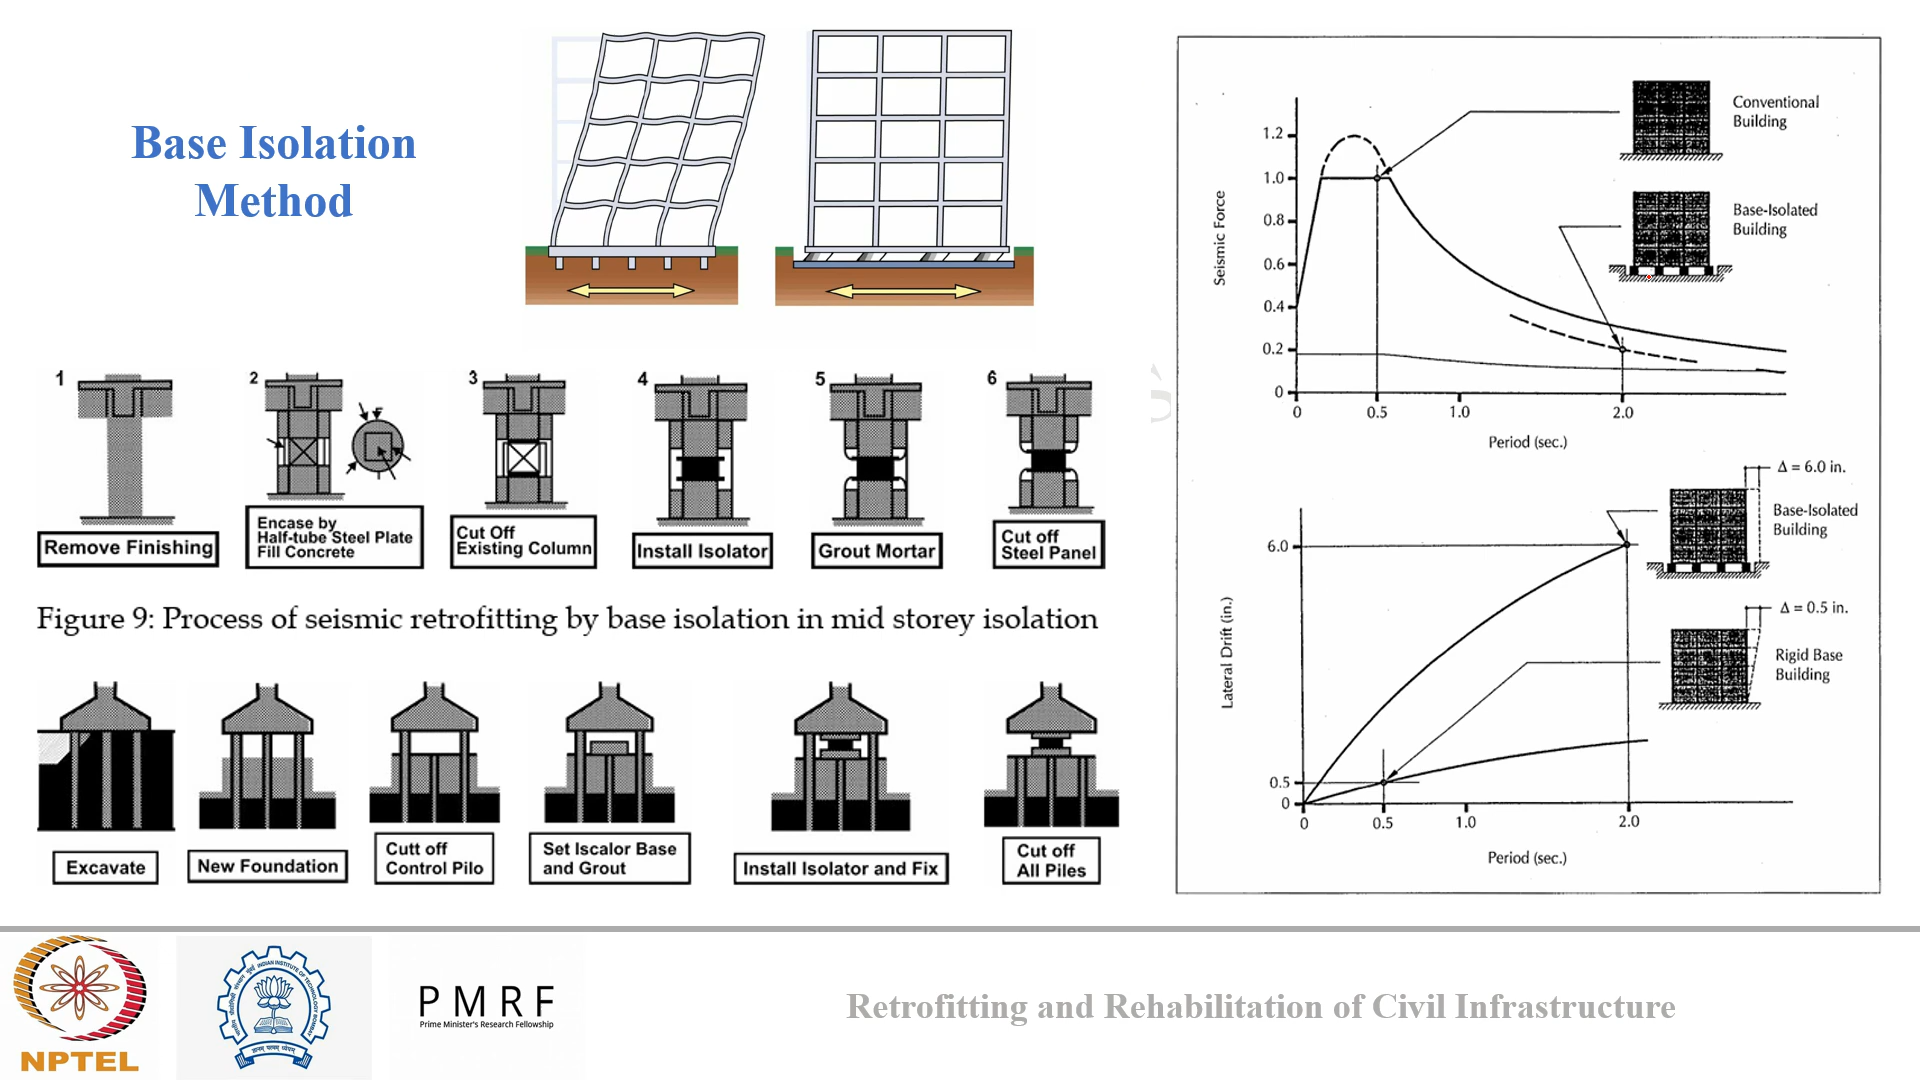 Base Isolation
Method
1
Remove Finishing
2
Encase by
Half-tube Steel Plate
Fill Concrete
3
Cut Off
Existing Column
4
Install Isolator
5
Grout Mortar
6
Cut off
Steel Panel
Figure 9: Process of seismic retrofitting by base isolation in mid storey isolation
Excavate
New Foundation
Cutt off
Control Pilo
Set Iscalor Base
and Grout
Install Isolator and Fix
Cut off
All Piles
Seismic Force
1.2
1.0
0.8
0.6
0.4
0.2
0
0
0.5
1.0
2.0
Period (sec.)
Conventional
Building
Base-Isolated
Building
Lateral Drift (in.)
6.0
0.5
0
0
0.5
1.0
2.0
Period (sec.)
Δ = 6.0 in.
Base-Isolated
Building
Δ = 0.5 in.
Rigid Base
Building
NPTEL
INDIAN INSTITUTE OF TECHNOLOGY BOMBAY
PMRF
Prime Minister's Research Fellowship
Retrofitting and Rehabilitation of Civil Infrastructure